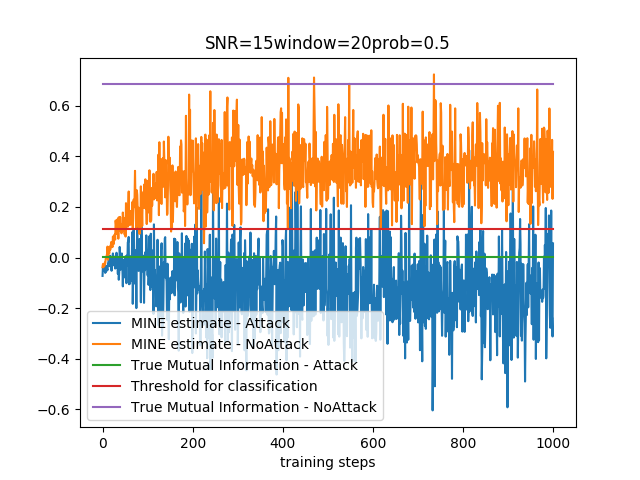 SNR=15window=20prob=0.5
0.6
0.4
0.2
0.0
−0.2
−0.4
−0.6
MINE estimate - Attack
MINE estimate - NoAttack
True Mutual Information - Attack
Threshold for classification
True Mutual Information - NoAttack
0 200 400 600 800 1000
training steps